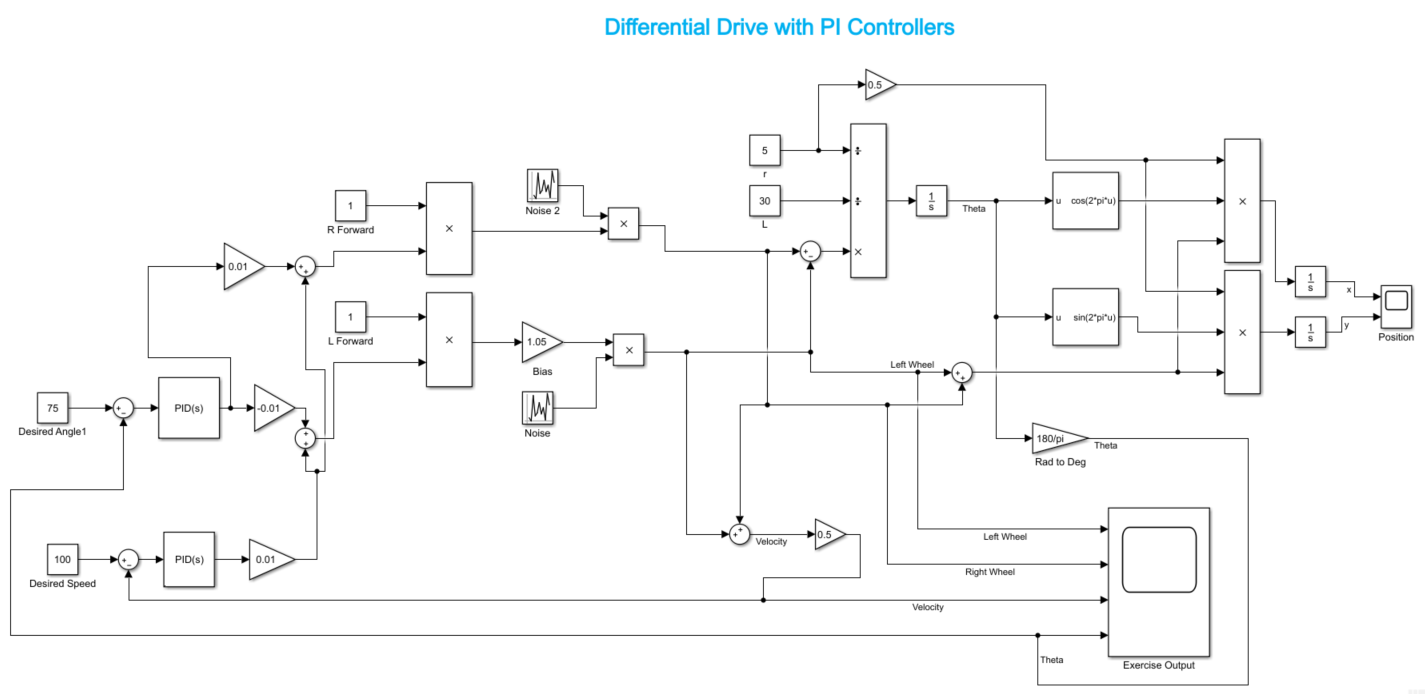 Differential Drive with PI Controllers
0.5
5
÷
r
1
R Forward
Noise 2
×
×
30
÷
L
1
s
Theta
u cos(2*pi*u)
×
0.01
+
+
+
−
×
1
L Forward
×
1.05
Bias
×
u sin(2*pi*u)
×
1
s
x
1
s
y
Position
Left Wheel
+
+
75
Desired Angle1
+
−
PID(s)
-0.01
+
+
Noise
180/pi
Rad to Deg
Theta
100
Desired Speed
+
−
PID(s)
0.01
+
+
Velocity
0.5
Left Wheel
Right Wheel
Velocity
Theta
Exercise Output